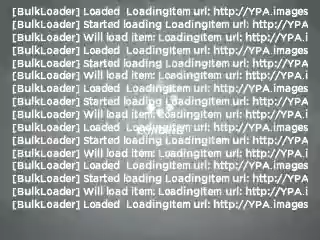 [BulkLoader] Loaded  LoadingItem url: http://YPA.images
[BulkLoader] Started loading LoadingItem url: http://YPA
[BulkLoader] Will load item: LoadingItem url: http://YPA.i
[BulkLoader] Loaded  LoadingItem url: http://YPA.images
[BulkLoader] Started loading LoadingItem url: http://YPA
[BulkLoader] Will load item: LoadingItem url: http://YPA.i
[BulkLoader] Loaded  LoadingItem url: http://YPA.images
[BulkLoader] Started loading LoadingItem url: http://YPA
[BulkLoader] Will load item: LoadingItem url: http://YPA.i
[BulkLoader] Loaded  LoadingItem url: http://YPA.images
[BulkLoader] Started loading LoadingItem url: http://YPA
[BulkLoader] Will load item: LoadingItem url: http://YPA.i
[BulkLoader] Loaded  LoadingItem url: http://YPA.images
[BulkLoader] Started loading LoadingItem url: http://YPA
[BulkLoader] Will load item: LoadingItem url: http://YPA.i
[BulkLoader] Loaded  LoadingItem url: http://YPA.images